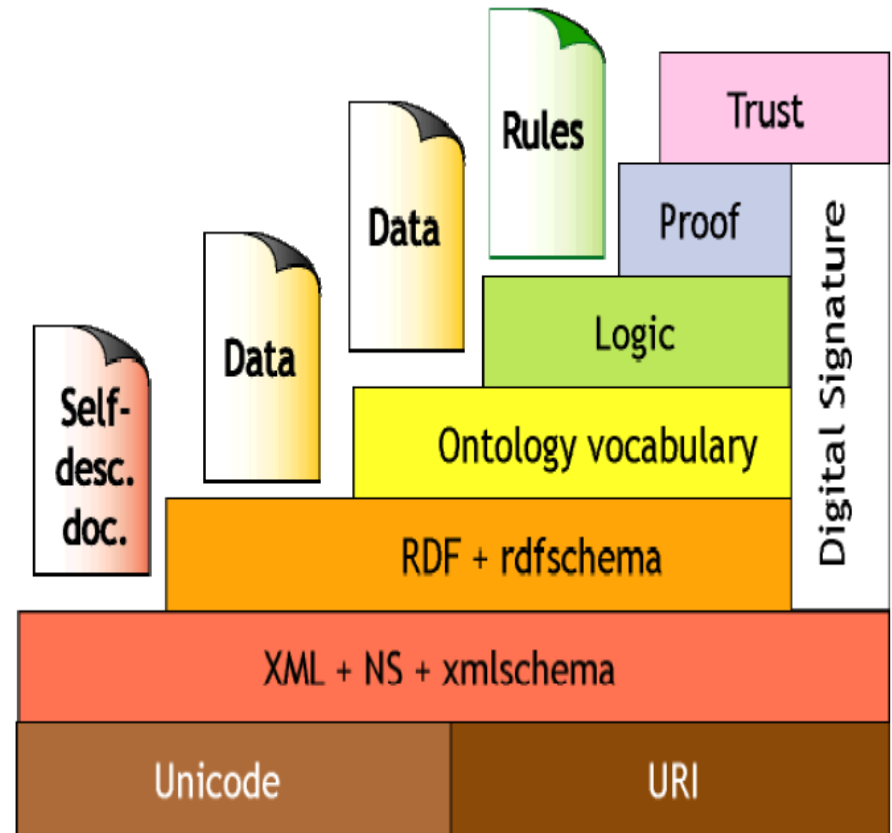 Trust
Rules
Proof
Data
Digital Signature
Logic
Data
Self-
desc.
doc.
Ontology vocabulary
RDF + rdfschema
XML + NS + xmlschema
Unicode
URI